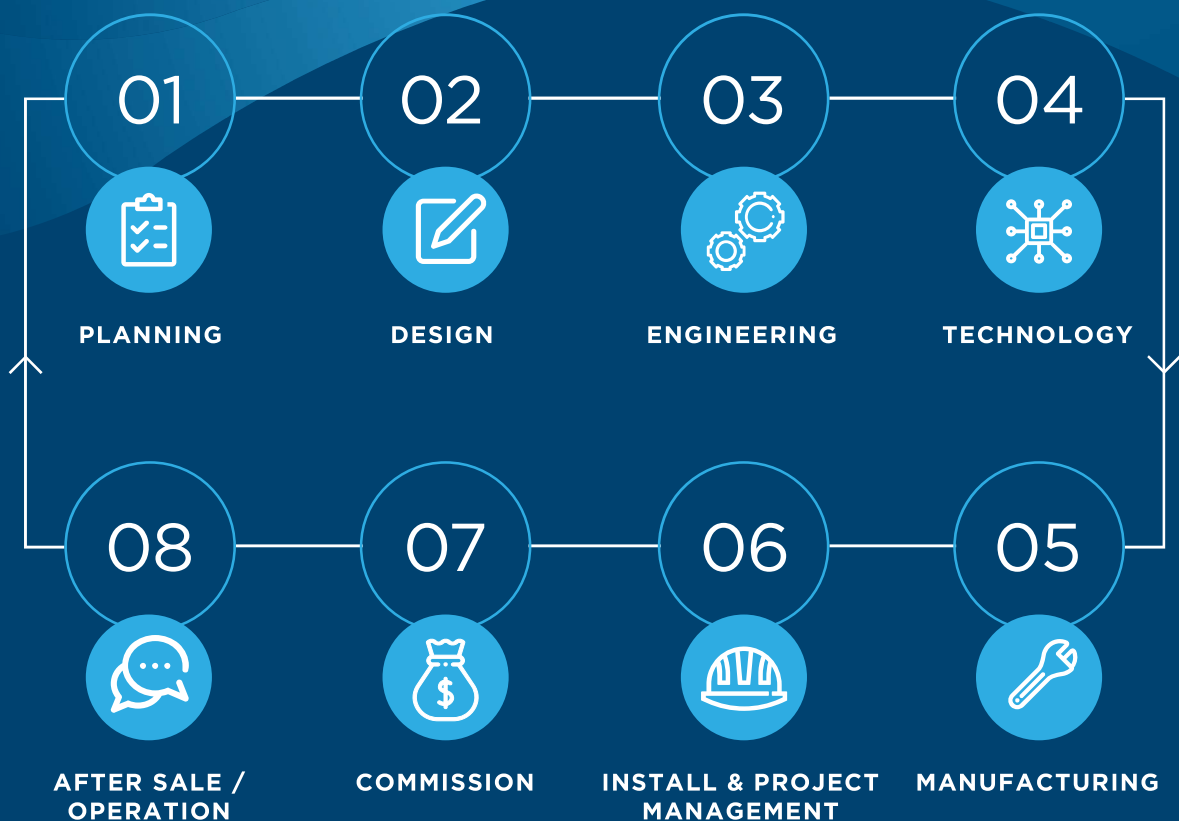 01
02
03
04
PLANNING
DESIGN
ENGINEERING
TECHNOLOGY
08
07
06
05
$
AFTER SALE /
OPERATION
COMMISSION
INSTALL & PROJECT
MANAGEMENT
MANUFACTURING